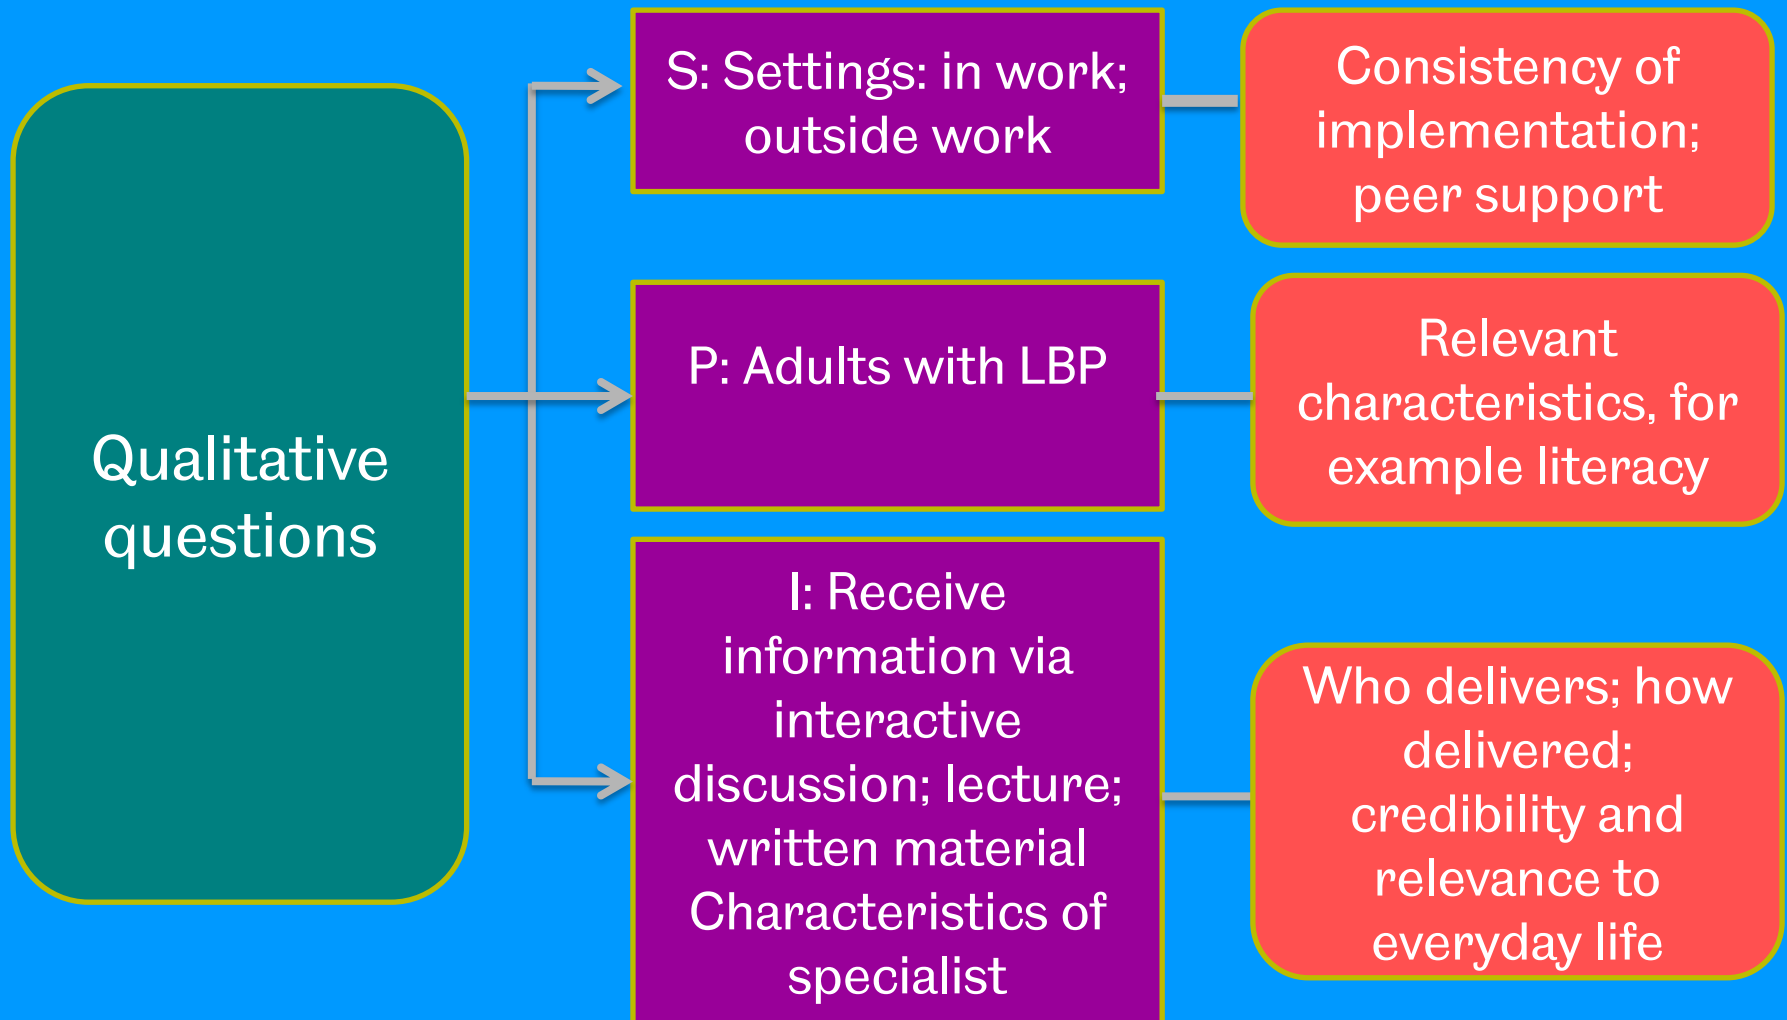 Qualitative
questions
S: Settings: in work;
outside work
Consistency of
implementation;
peer support
P: Adults with LBP
Relevant
characteristics, for
example literacy
I: Receive
information via
interactive
discussion; lecture;
written material
Characteristics of
specialist
Who delivers; how
delivered;
credibility and
relevance to
everyday life